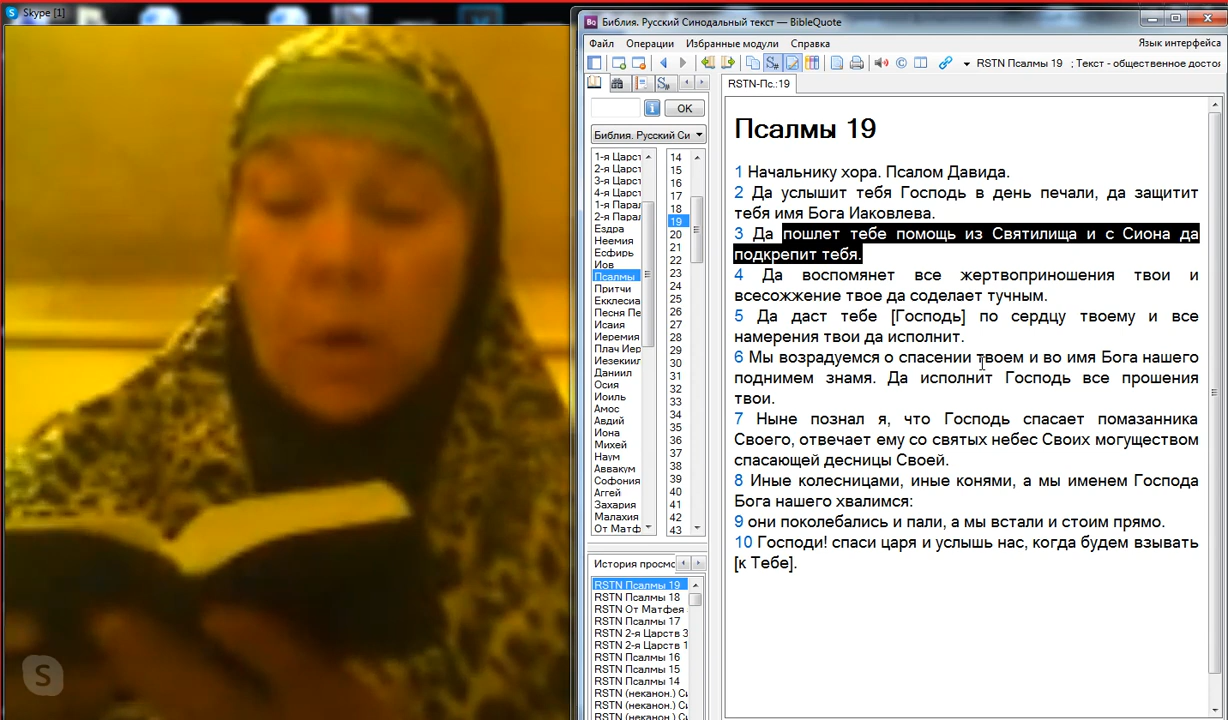 Skype [1]
Библия. Русский Синодальный текст — BibleQuote
Файл Операции Избранные модули Справка Язык интерфейса
RSTN Псалмы 19 ; Текст - общественное достоя
RSTN-Пс.:19
OK
Библия. Русский Си
1-я Царст
2-я Царст
3-я Царст
4-я Царст
1-я Парал
2-я Парал
Ездра
Неемия
Есфирь
Иов
Псалмы
Притчи
Екклесиа
Песня Пе
Исаия
Иеремия
Плач Иер
Иезекиил
Даниил
Осия
Иоиль
Амос
Авдий
Иона
Михей
Наум
Аввакум
Софония
Аггей
Захария
Малахия
От Матф
14
15
16
17
18
19
20
21
22
23
24
25
26
27
28
29
30
31
32
33
34
35
36
37
38
39
40
41
42
43
История просмо
RSTN Псалмы 19
RSTN Псалмы 18
RSTN От Матфея
RSTN Псалмы 17
RSTN 2-я Царств 3
RSTN 2-я Царств 1
RSTN Псалмы 16
RSTN Псалмы 15
RSTN Псалмы 14
RSTN (неканон.) Си
RSTN (неканон.) Си
RSTN (неканон.) Си
Псалмы 19
1 Начальнику хора. Псалом Давида.
2 Да услышит тебя Господь в день печали, да защитит
тебя имя Бога Иаковлева.
3 Да пошлет тебе помощь из Святилища и с Сиона да
подкрепит тебя.
4 Да воспомянет все жертвоприношения твои и
всесожжение твое да соделает тучным.
5 Да даст тебе [Господь] по сердцу твоему и все
намерения твои да исполнит.
6 Мы возрадуемся о спасении твоем и во имя Бога нашего
поднимем знамя. Да исполнит Господь все прошения
твои.
7 Ныне познал я, что Господь спасает помазанника
Своего, отвечает ему со святых небес Своих могуществом
спасающей десницы Своей.
8 Иные колесницами, иные конями, а мы именем Господа
Бога нашего хвалимся:
9 они поколебались и пали, а мы встали и стоим прямо.
10 Господи! спаси царя и услышь нас, когда будем взывать
[к Тебе].